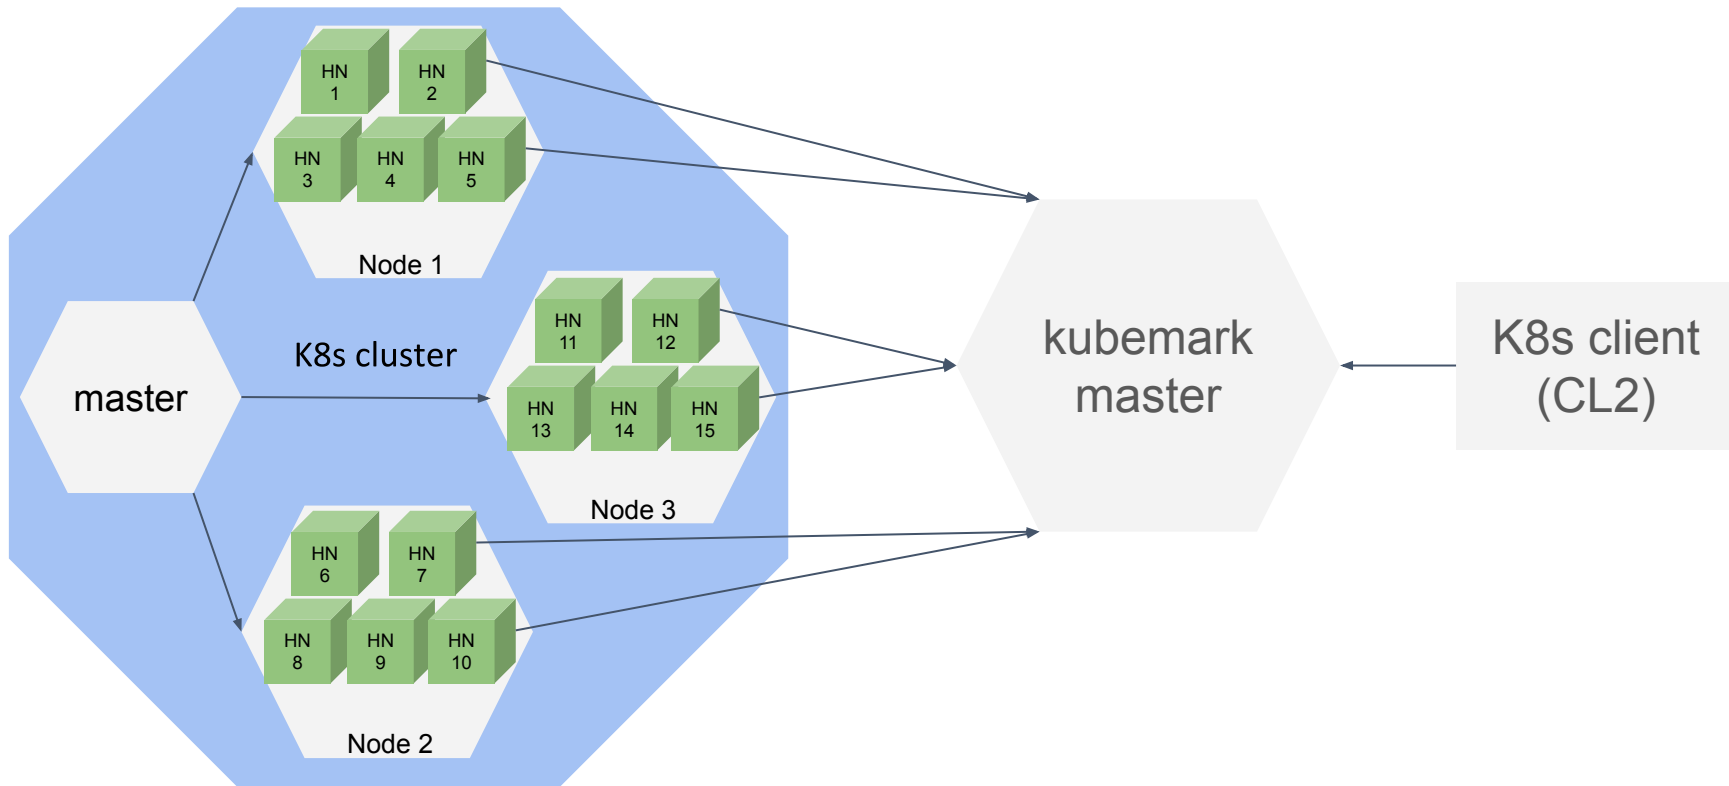 HN
1
HN
2
HN
3
HN
4
HN
5
Node 1
master
K8s cluster
HN
11
HN
12
HN
13
HN
14
HN
15
Node 3
HN
6
HN
7
HN
8
HN
9
HN
10
Node 2
kubemark
master
K8s client
(CL2)